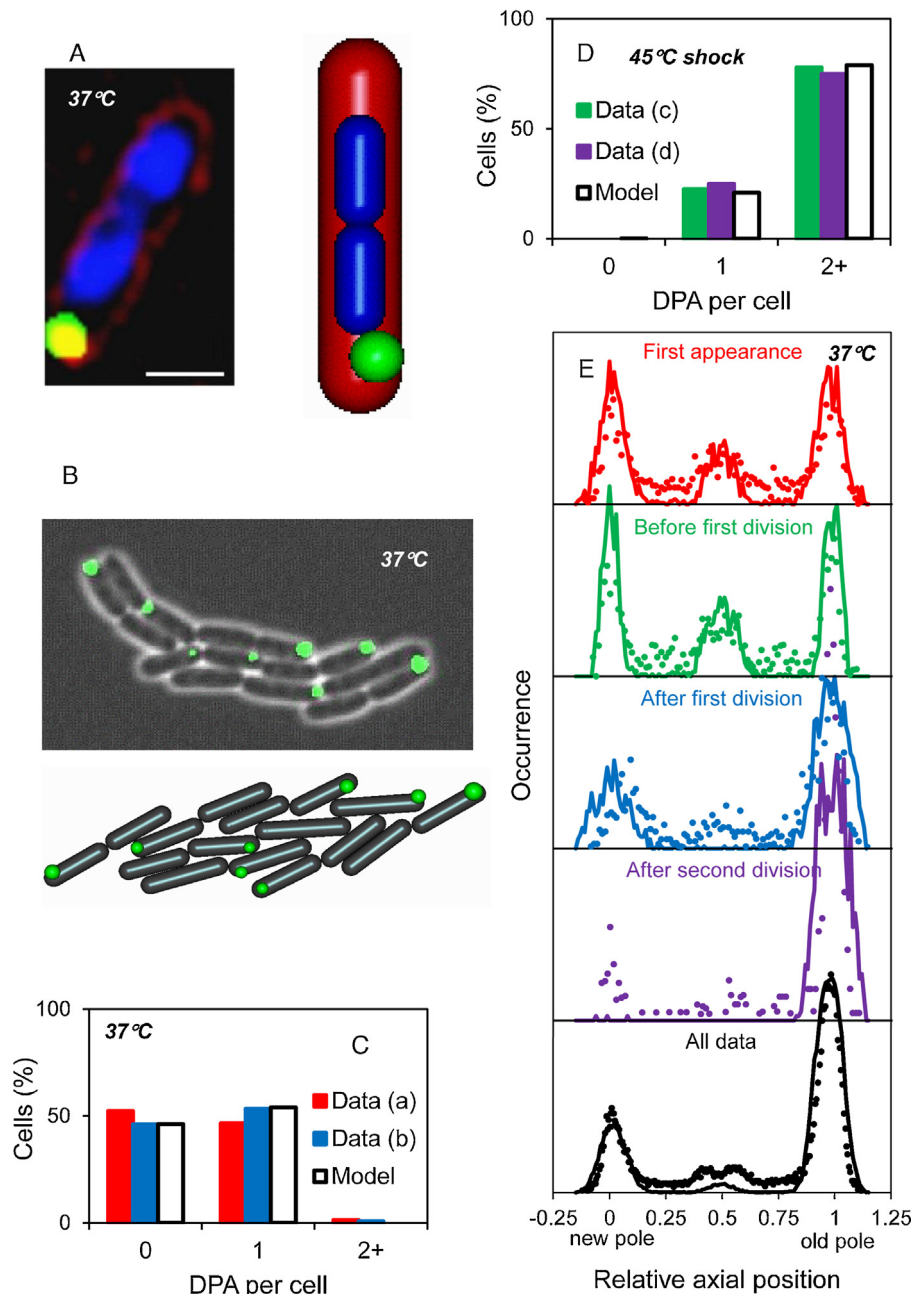 A
37°C
B
37°C
C
37°C
100
50
0
Cells (%)
Data (a)
Data (b)
Model
0 1 2+
DPA per cell
D
45°C shock
100
50
0
Cells (%)
Data (c)
Data (d)
Model
0 1 2+
DPA per cell
E
37°C
First appearance
Before first division
After first division
After second division
All data
Occurrence
-0.25 0 0.25 0.5 0.75 1 1.25
new pole old pole
Relative axial position